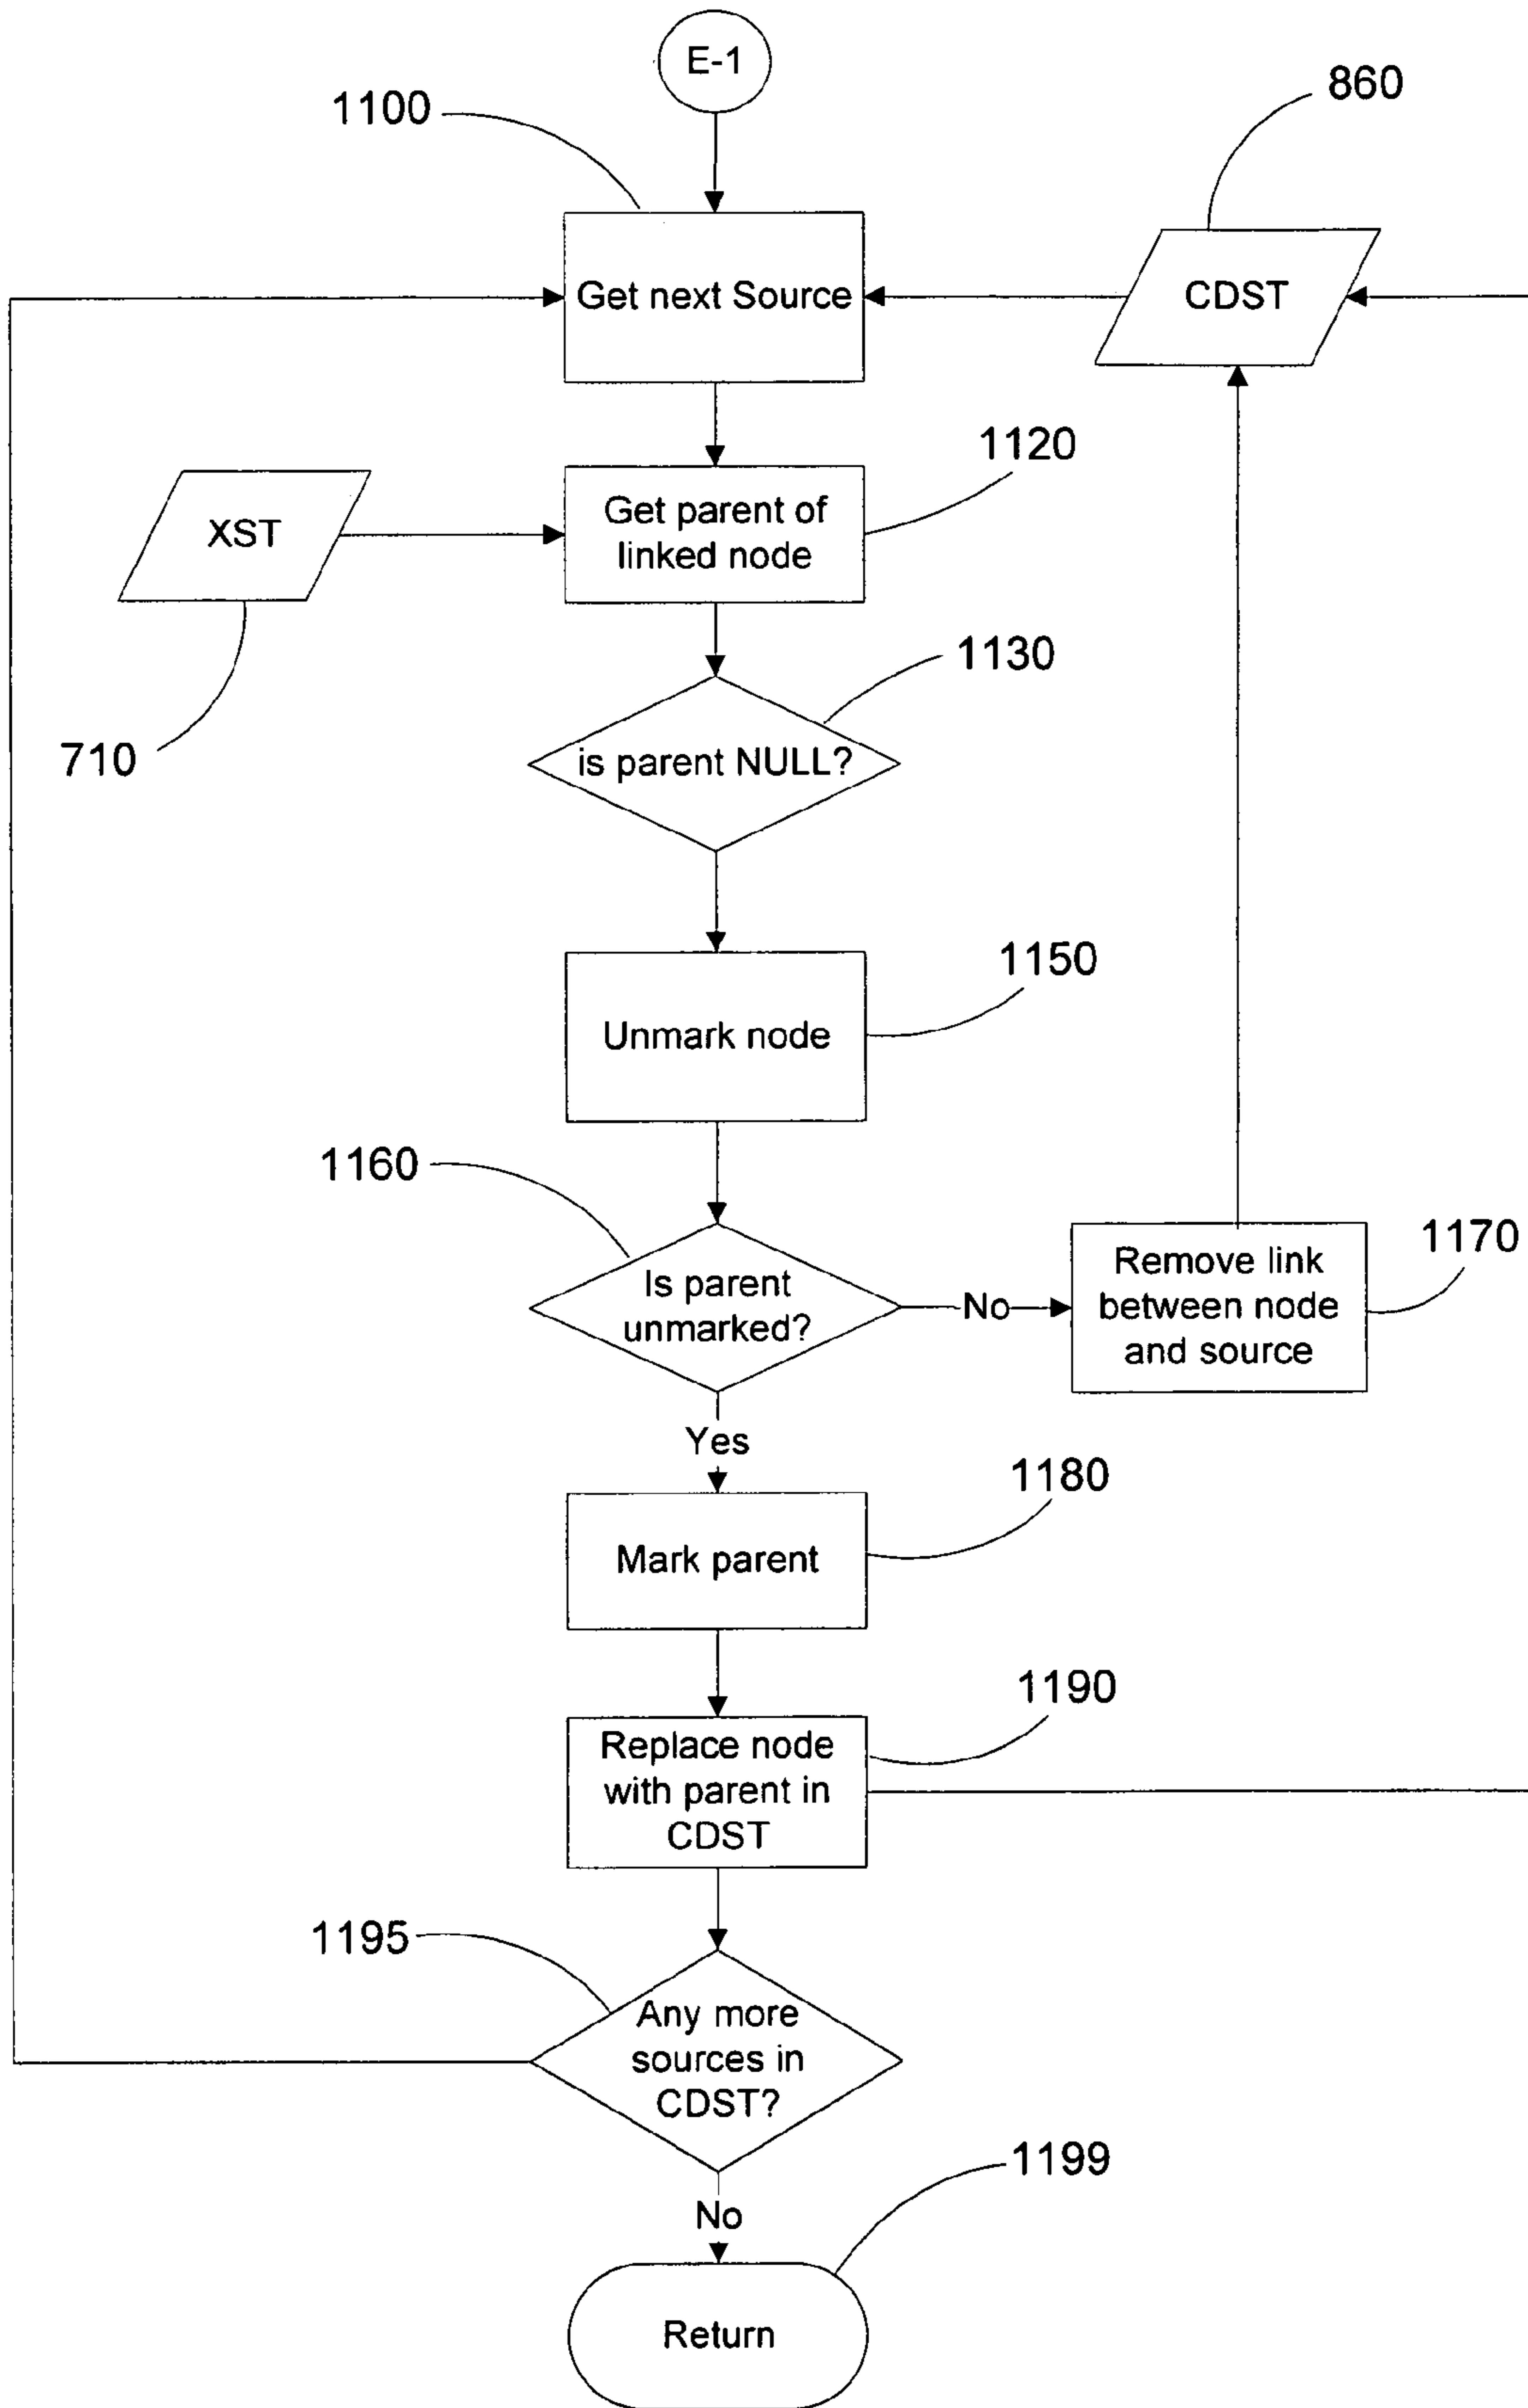 E-1
1100
860
Get next Source
CDST
1120
XST
Get parent of
linked node
1130
710
is parent NULL?
1150
Unmark node
1160
1170
Is parent
unmarked?
No
Remove link
between node
and source
Yes
1180
Mark parent
1190
Replace node
with parent in
CDST
1195
Any more
sources in
CDST?
1199
No
Return